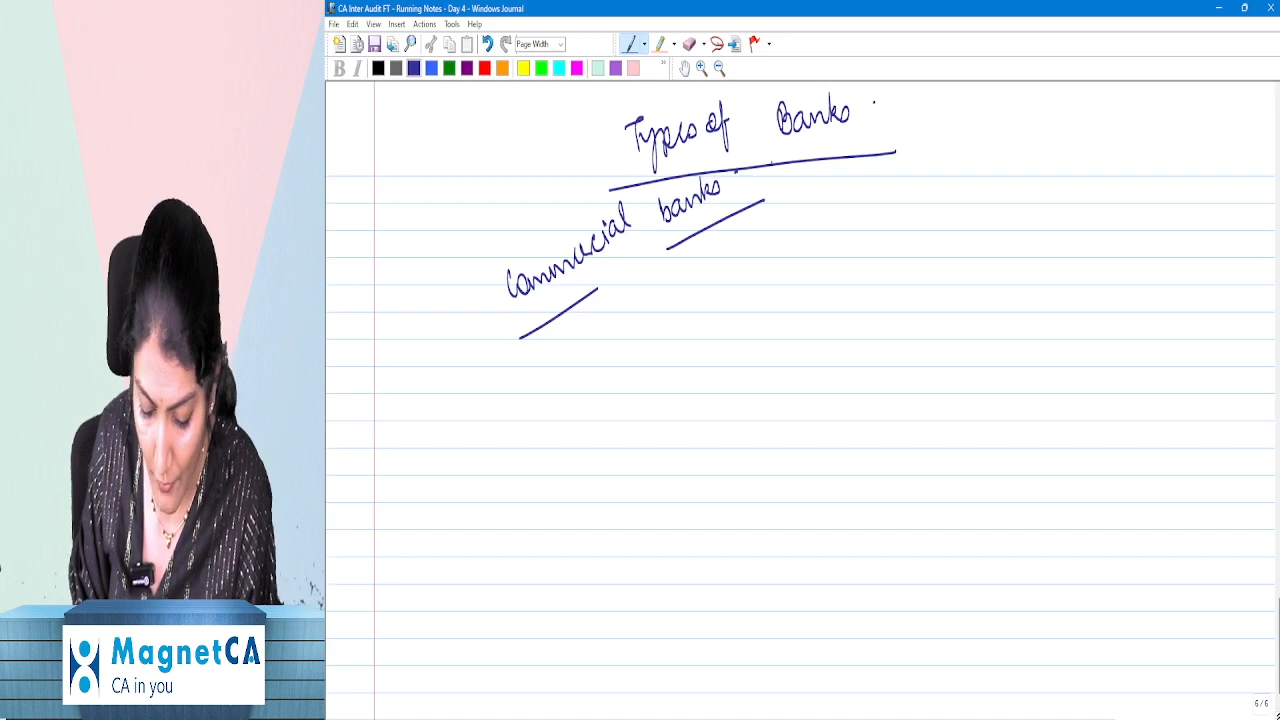 CA Inter Audit FT - Running Notes - Day 4 - Windows Journal
File Edit View Insert Actions Tools Help
Page Width
B I
Types of Banks
Commercial banks.
MagnetCA
CA in you
6 / 6